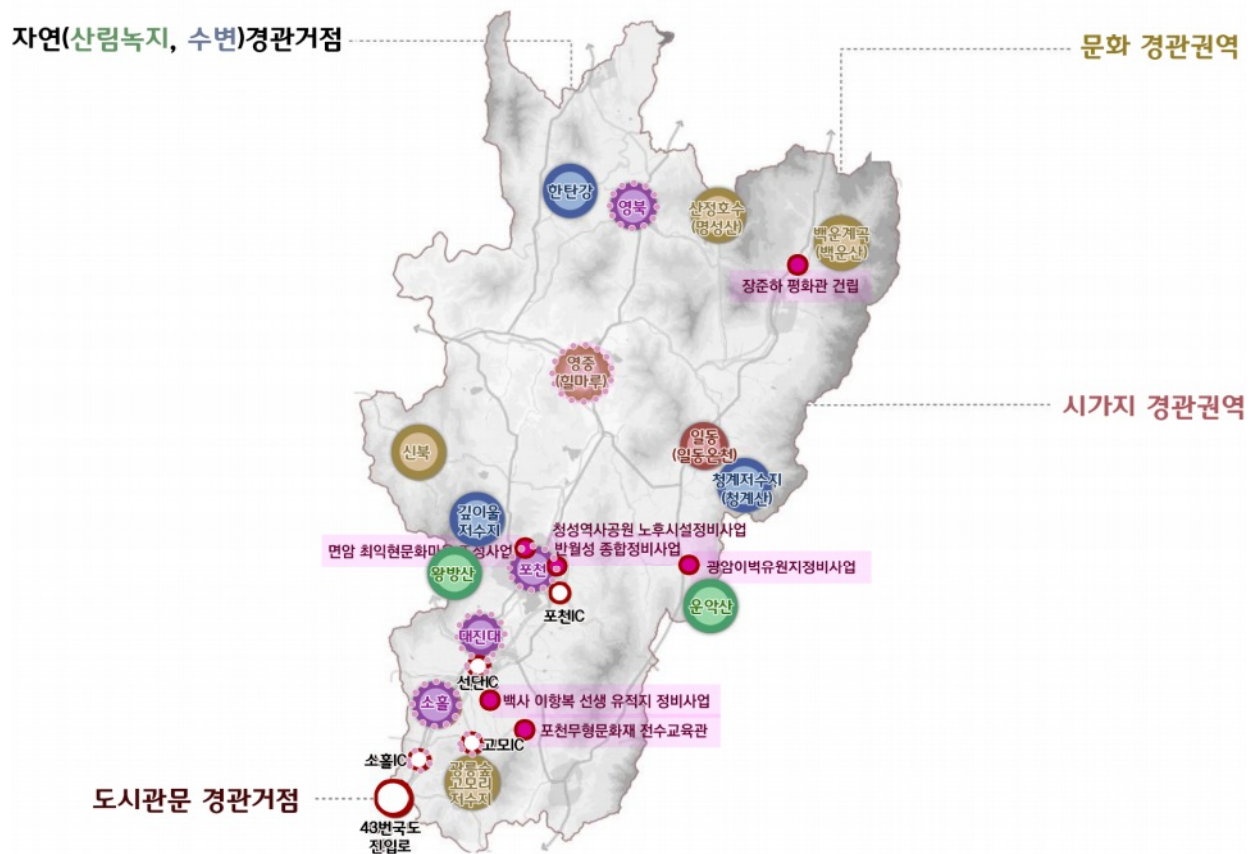 자연(산림녹지, 수변)경관거점
문화 경관권역
한탄강
영북
산정호수
(명성산)
백운계곡
(백운산)
장준하 평화관 건립
영중
(힐마루)
시가지 경관권역
신북
일동
(일동온천)
청계저수지
(청계산)
깊이울
저수지
청성역사공원 노후시설정비사업
면암 최익현문화마을 조성사업
반월성 종합정비사업
왕방산
포천
광암이벽유원지정비사업
운악산
포천IC
대진대
선단IC
소흘
백사 이항복 선생 유적지 정비사업
포천무형문화재 전수교육관
고모IC
소홀IC
고모리
저수지
도시관문 경관거점
43번국도
진입로